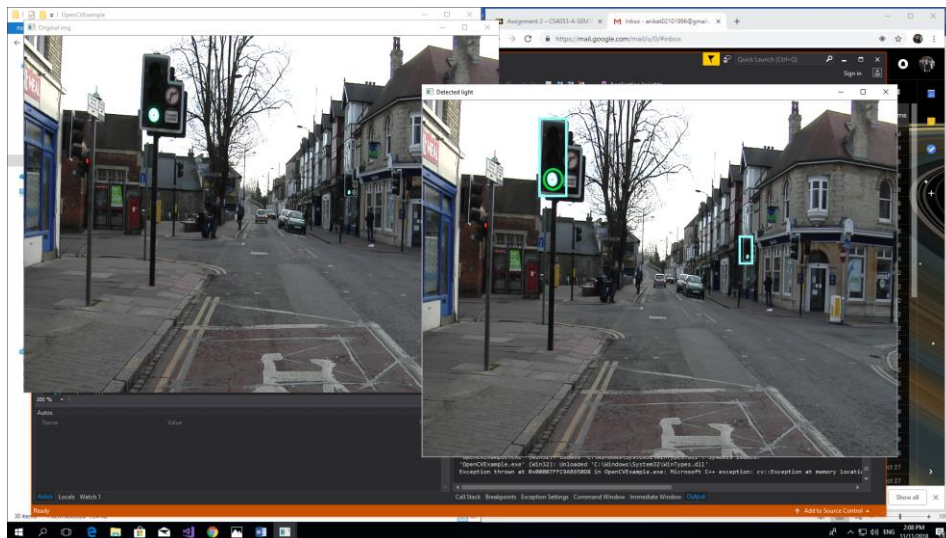 OpenCVExample
Original img
Assignment 2 – CS4053-A-SEM
Inbox - aniket02101996@gmail
https://mail.google.com/mail/u/0/#inbox
Quick Launch (Ctrl+Q)
Sign in
Detected light
100 %
Autos
Name Value
'OpenCVExample.exe' (Win32): Unloaded 'C:\Windows\System32\WinTypes.dll'
Exception thrown at 0x00007FFC9AB65008 in OpenCVExample.exe: Microsoft C++ exception: cv::Exception at memory locati
Autos Locals Watch 1
Call Stack Breakpoints Exception Settings Command Window Immediate Window Output
Show all
Ready
Add to Source Control
ENG
2:08 PM
11/11/2018